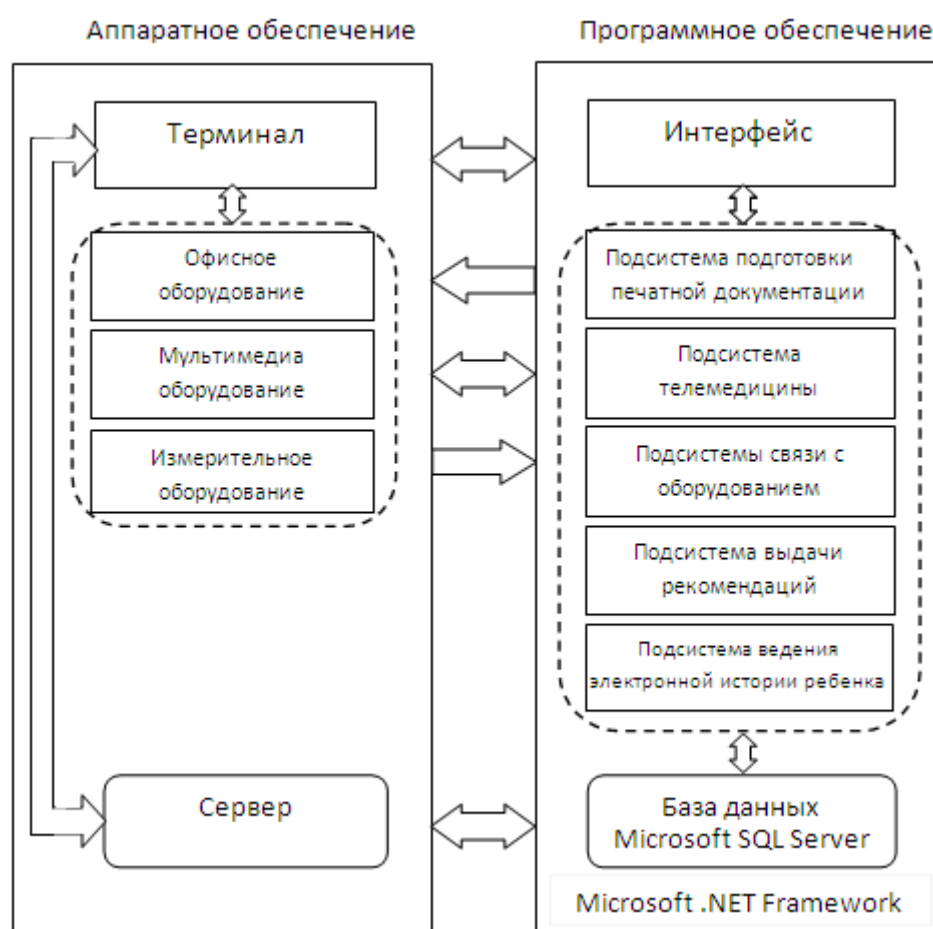 Аппаратное обеспечение
Программное обеспечение
Терминал
Офисное
оборудование
Мультимедиа
оборудование
Измерительное
оборудование
Сервер
Интерфейс
Подсистема подготовки
печатной документации
Подсистема
телемедицины
Подсистемы связи с
оборудованием
Подсистема выдачи
рекомендаций
Подсистема ведения
электронной истории ребенка
База данных
Microsoft SQL Server
Microsoft .NET Framework